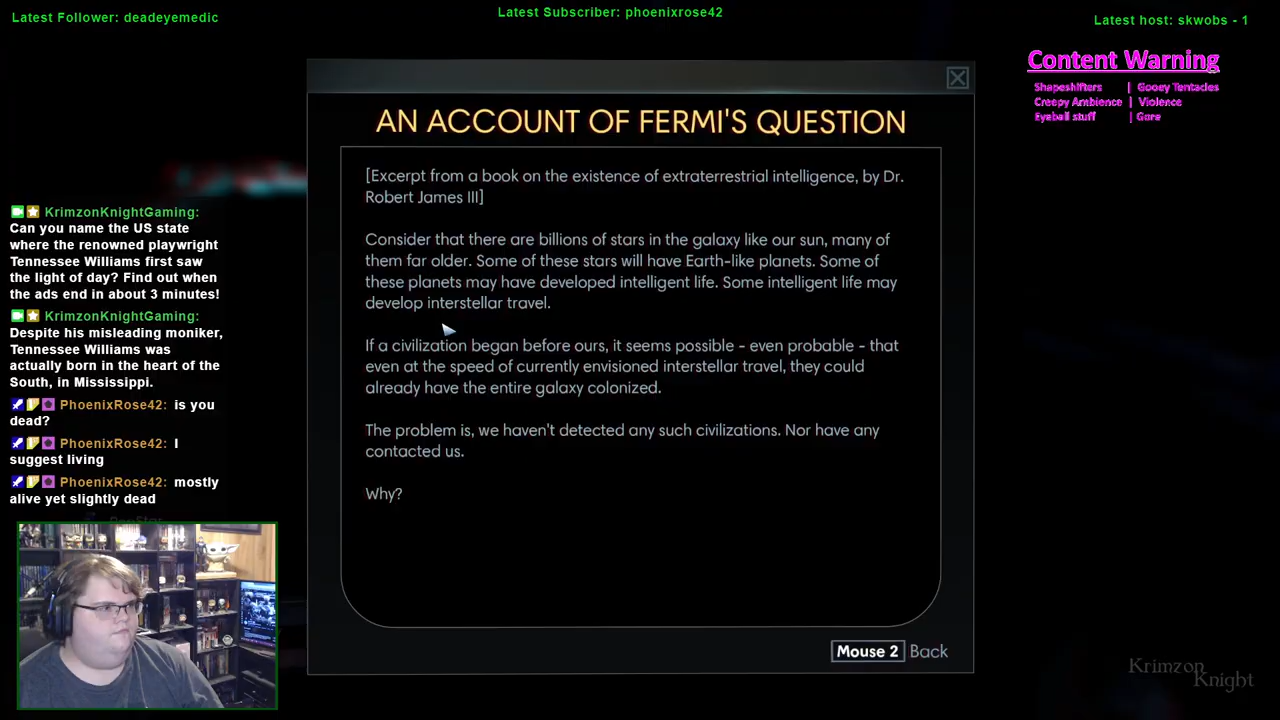 Latest Follower: deadeyemedic
Latest Subscriber: phoenixrose42
Latest host: skwobs - 1
Content Warning
Shapeshifters | Gooey Tentacles
Creepy Ambience | Violence
Eyeball stuff | Gore
AN ACCOUNT OF FERMI'S QUESTION
[Excerpt from a book on the existence of extraterrestrial intelligence, by Dr.
Robert James III]
Consider that there are billions of stars in the galaxy like our sun, many of
them far older. Some of these stars will have Earth-like planets. Some of
these planets may have developed intelligent life. Some intelligent life may
develop interstellar travel.
If a civilization began before ours, it seems possible - even probable - that
even at the speed of currently envisioned interstellar travel, they could
already have the entire galaxy colonized.
The problem is, we haven't detected any such civilizations. Nor have any
contacted us.
Why?
Mouse 2 Back
KrimzonKnightGaming:
Can you name the US state
where the renowned playwright
Tennessee Williams first saw
the light of day? Find out when
the ads end in about 3 minutes!
KrimzonKnightGaming:
Despite his misleading moniker,
Tennessee Williams was
actually born in the heart of the
South, in Mississippi.
PhoenixRose42: is you
dead?
PhoenixRose42: I
suggest living
PhoenixRose42: mostly
alive yet slightly dead
Krimzon
Knight